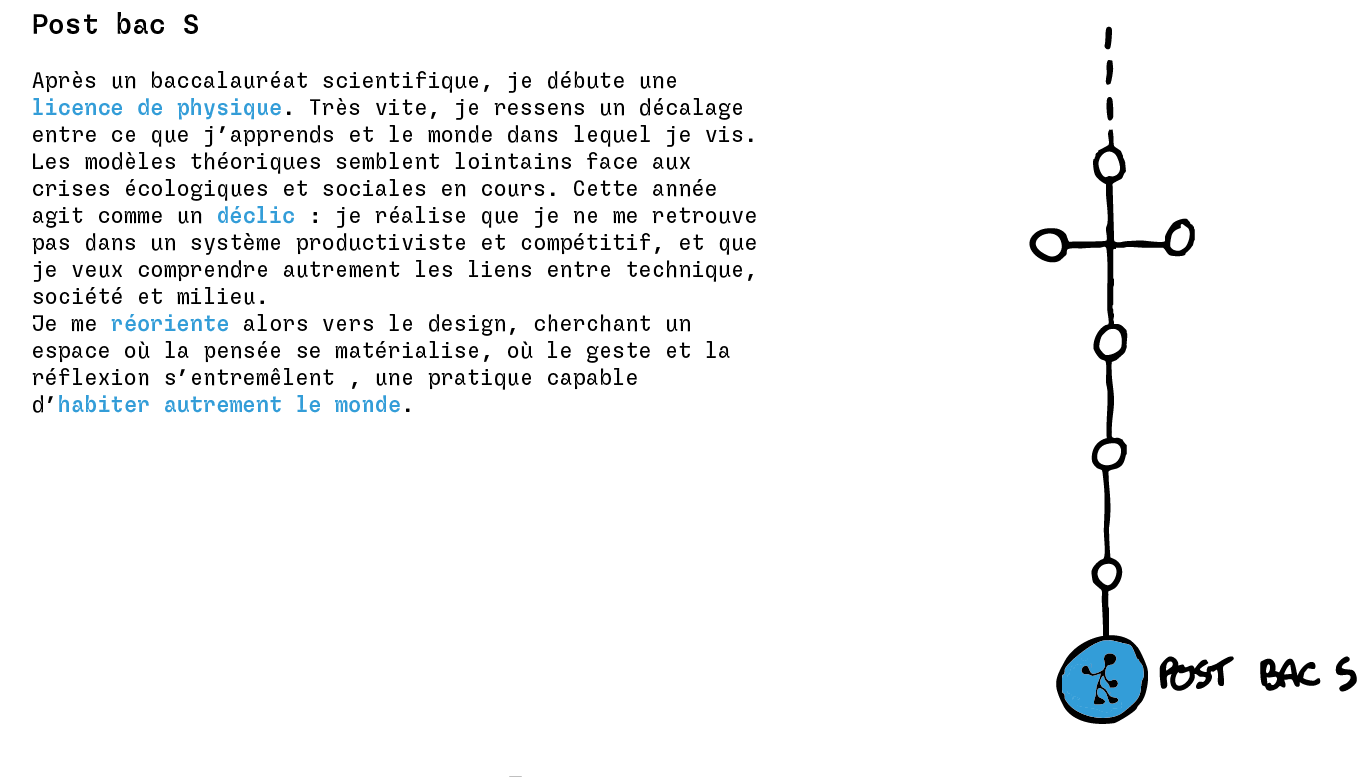 Post bac S
Après un baccalauréat scientifique, je débute une
licence de physique. Très vite, je ressens un décalage
entre ce que j’apprends et le monde dans lequel je vis.
Les modèles théoriques semblent lointains face aux
crises écologiques et sociales en cours. Cette année
agit comme un déclic : je réalise que je ne me retrouve
pas dans un système productiviste et compétitif, et que
je veux comprendre autrement les liens entre technique,
société et milieu.
Je me réoriente alors vers le design, cherchant un
espace où la pensée se matérialise, où le geste et la
réflexion s’entremêlent , une pratique capable
d’habiter autrement le monde.
POST BAC S